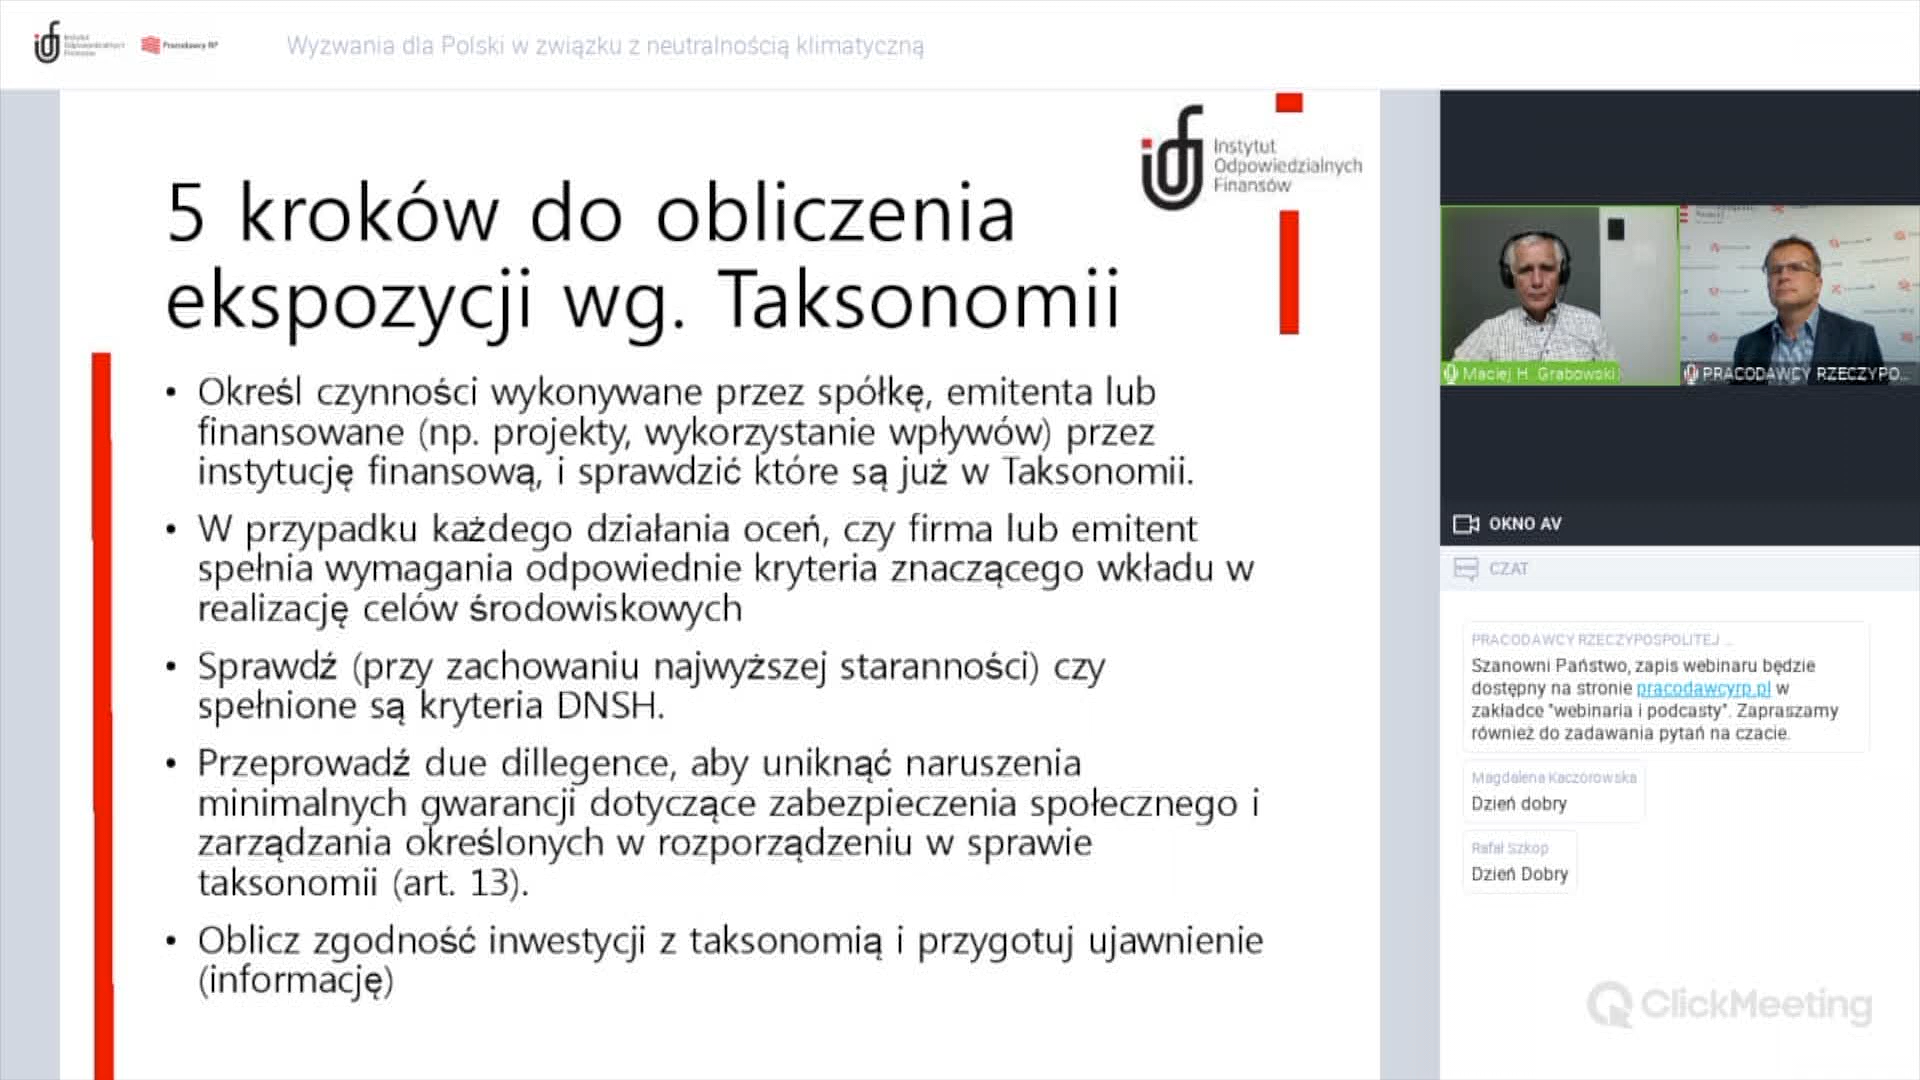 Instytut
Odpowiedzialnych
Finansów
Pracodawcy RP
Wyzwania dla Polski w związku z neutralnością klimatyczną
Instytut
Odpowiedzialnych
Finansów
5 kroków do obliczenia
ekspozycji wg. Taksonomii
• Określ czynności wykonywane przez spółkę, emitenta lub
finansowane (np. projekty, wykorzystanie wpływów) przez
instytucję finansową, i sprawdzić które są już w Taksonomii.
• W przypadku każdego działania oceń, czy firma lub emitent
spełnia wymagania odpowiednie kryteria znaczącego wkładu w
realizację celów środowiskowych
• Sprawdź (przy zachowaniu najwyższej staranności) czy
spełnione są kryteria DNSH.
• Przeprowadź due dillegence, aby uniknąć naruszenia
minimalnych gwarancji dotyczące zabezpieczenia społecznego i
zarządzania określonych w rozporządzeniu w sprawie
taksonomii (art. 13).
• Oblicz zgodność inwestycji z taksonomią i przygotuj ujawnienie
(informację)
Maciej H. Grabowski
PRACODAWCY RZECZYPO...
OKNO AV
CZAT
PRACODAWCY RZECZYPOSPOLITEJ ...
Szanowni Państwo, zapis webinaru będzie
dostępny na stronie pracodawcyrp.pl w
zakładce "webinaria i podcasty". Zapraszamy
również do zadawania pytań na czacie.
Magdalena Kaczorowska
Dzień dobry
Rafał Szkop
Dzień Dobry
ClickMeeting